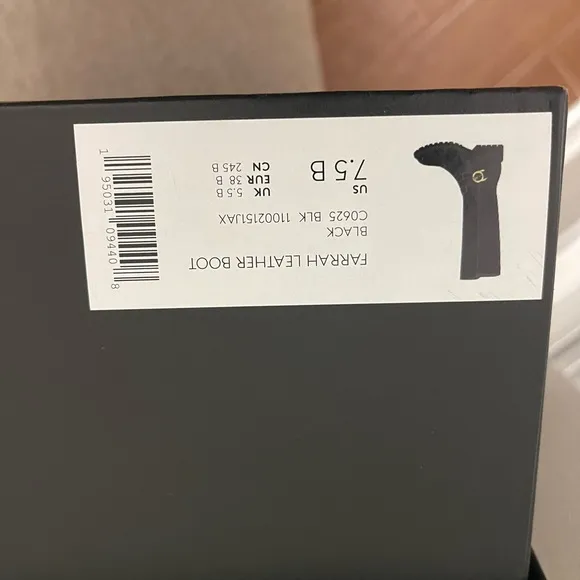 FARRAH LEATHER BOOT
BLACK
C0625 BLK 1100215IJAX
US
7.5 B
UK 5.5 B
EUR 38 B
CN 245 B
1 95031 09440 8